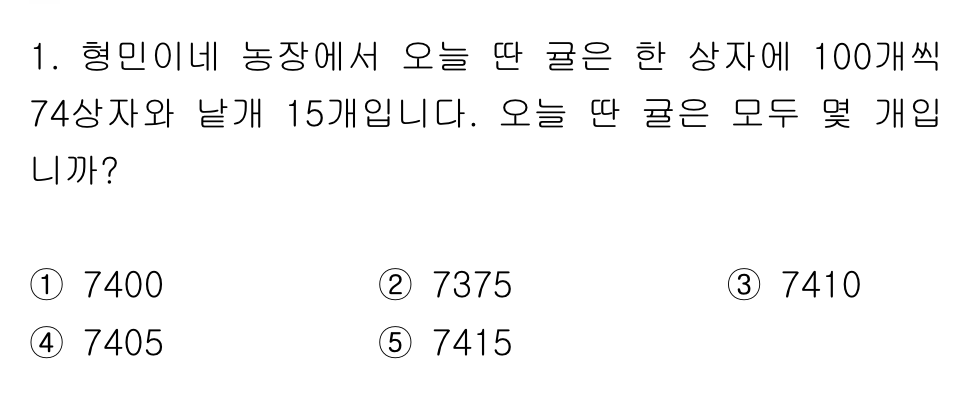 1. 형민이네 농장에서 오늘 딴 귤은 한 상자에 100개씩
74상자와 낱개 15개입니다. 오늘 딴 귤은 모두 몇 개입
니까?
① 7400 ② 7375 ③ 7410
④ 7405 ⑤ 7415